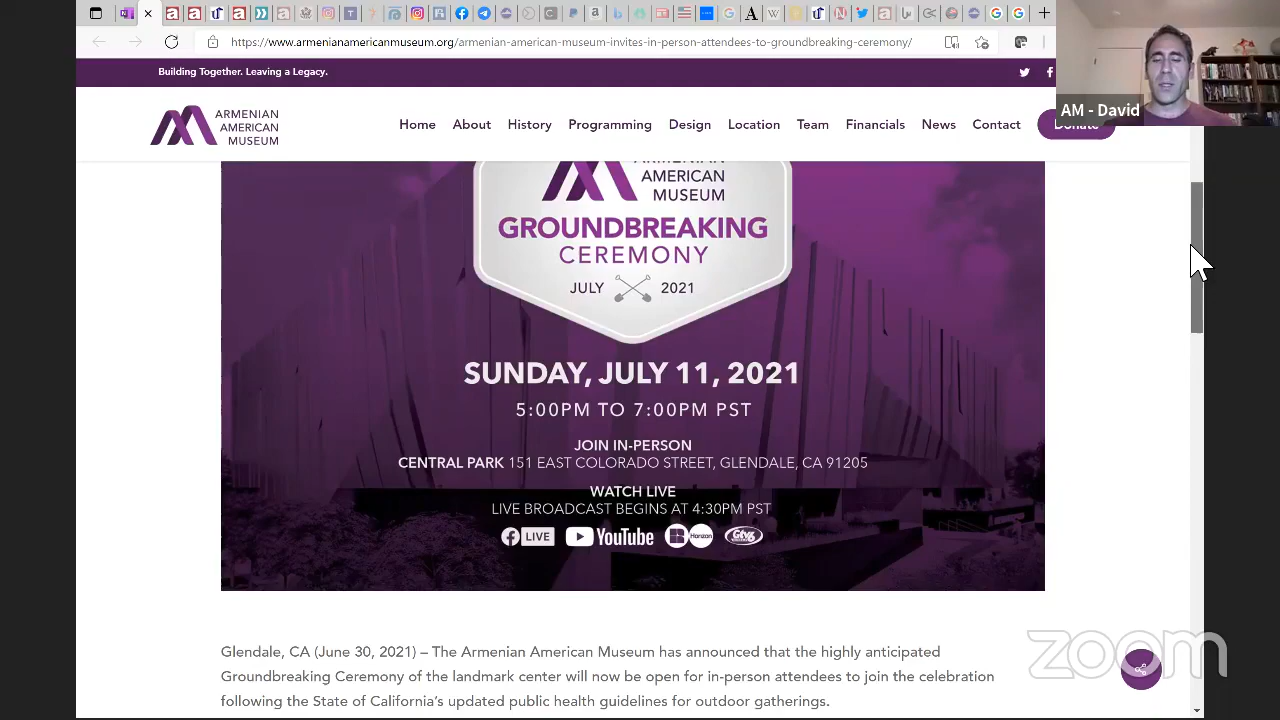 https://www.armenianamericanmuseum.org/armenian-american-museum-invites-in-person-attendees-to-groundbreaking-ceremony/
Building Together. Leaving a Legacy.
AM - David
ARMENIAN
AMERICAN
MUSEUM
Home About History Programming Design Location Team Financials News Contact Donate
ARMENIAN
AMERICAN
MUSEUM
GROUNDBREAKING
CEREMONY
JULY 2021
SUNDAY, JULY 11, 2021
5:00PM TO 7:00PM PST
JOIN IN-PERSON
CENTRAL PARK 151 EAST COLORADO STREET, GLENDALE, CA 91205
WATCH LIVE
LIVE BROADCAST BEGINS AT 4:30PM PST
LIVE YouTube Horizon
Glendale, CA (June 30, 2021) – The Armenian American Museum has announced that the highly anticipated
Groundbreaking Ceremony of the landmark center will now be open for in-person attendees to join the celebration
following the State of California's updated public health guidelines for outdoor gatherings.
zoom